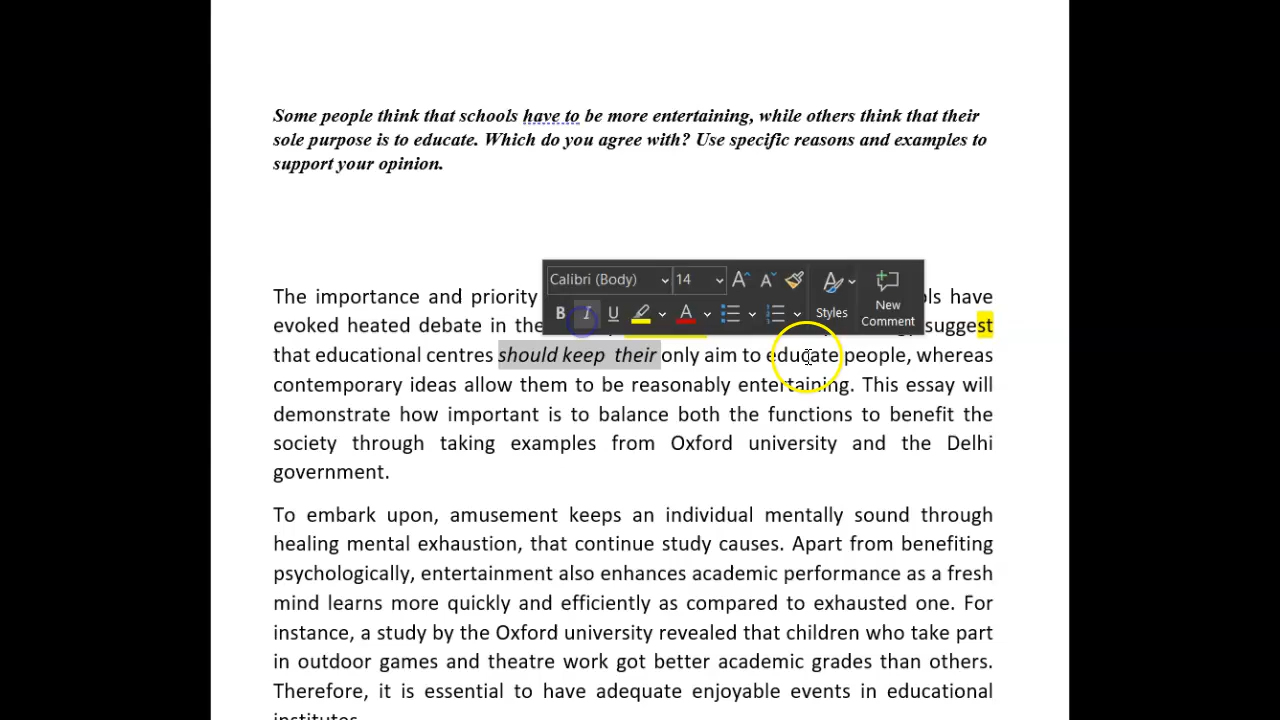 Some people think that schools have to be more entertaining, while others think that their
sole purpose is to educate. Which do you agree with? Use specific reasons and examples to
support your opinion.
Calibri (Body) 14
B I U A Styles New
Comment
The importance and priority ls have
evoked heated debate in the suggest
that educational centres should keep  their only aim to educate people, whereas
contemporary ideas allow them to be reasonably entertaining. This essay will
demonstrate how important is to balance both the functions to benefit the
society through taking examples from Oxford university and the Delhi
government.
To embark upon, amusement keeps an individual mentally sound through
healing mental exhaustion, that continue study causes. Apart from benefiting
psychologically, entertainment also enhances academic performance as a fresh
mind learns more quickly and efficiently as compared to exhausted one. For
instance, a study by the Oxford university revealed that children who take part
in outdoor games and theatre work got better academic grades than others.
Therefore, it is essential to have adequate enjoyable events in educational
institutes.